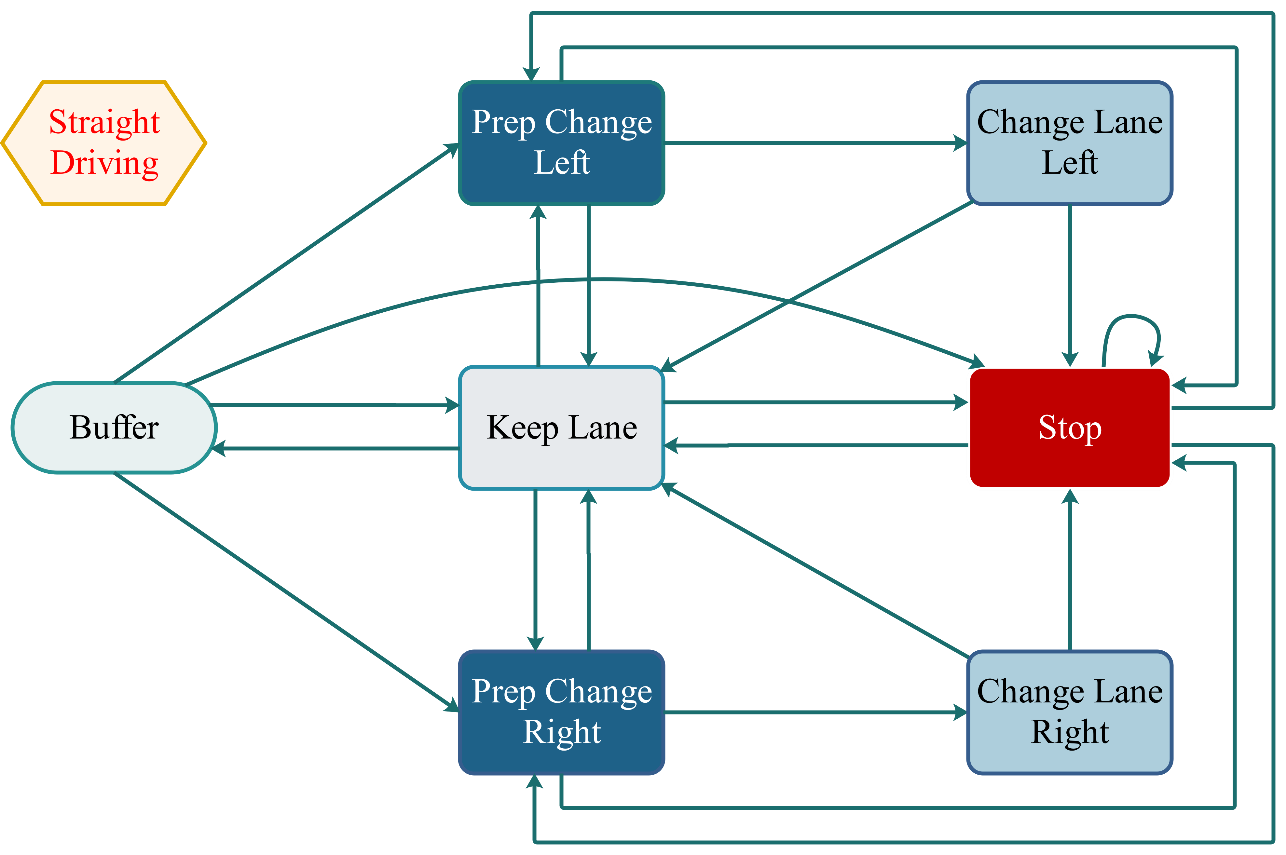 Straight
Driving
Prep Change
Left
Change Lane
Left
Buffer
Keep Lane
Stop
Prep Change
Right
Change Lane
Right